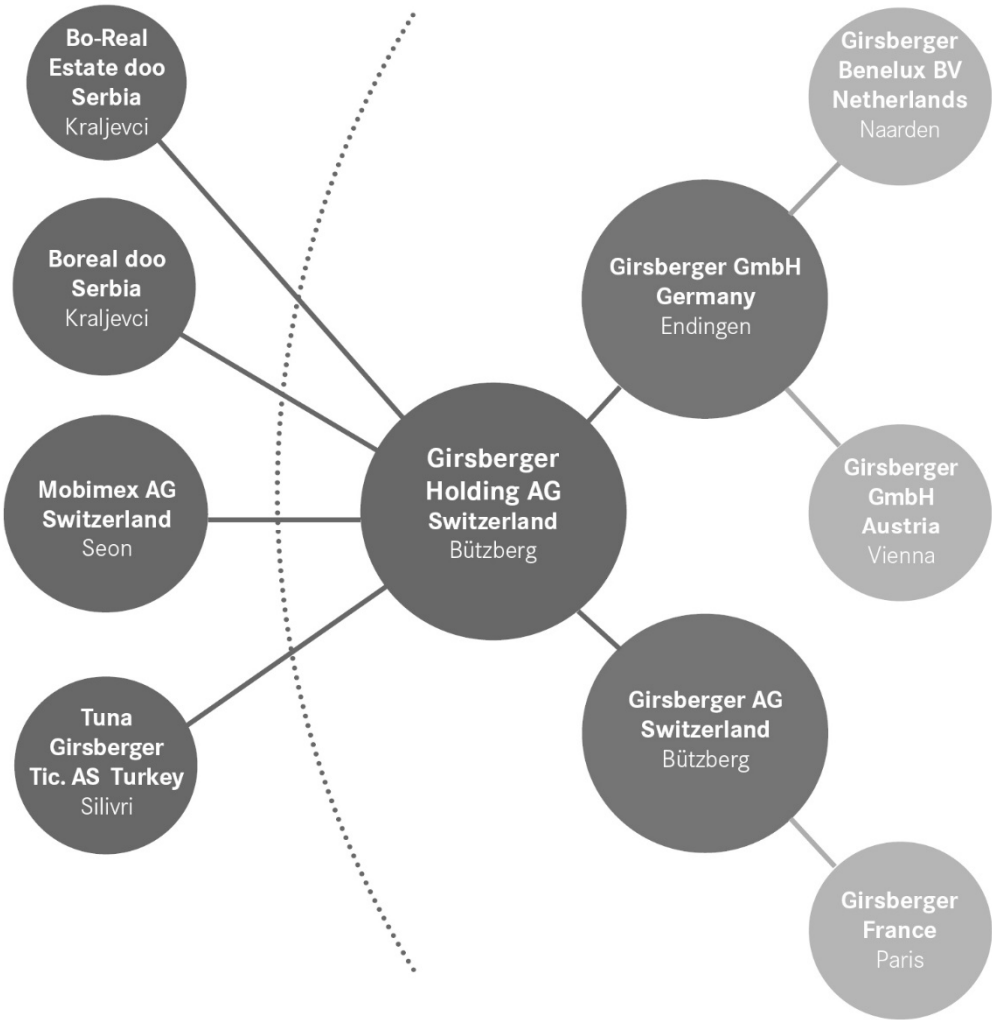 Bo-Real
Estate doo
Serbia
Kraljevci
Boreal doo
Serbia
Kraljevci
Mobimex AG
Switzerland
Seon
Tuna
Girsberger
Tic. AS Turkey
Silivri
Girsberger
Holding AG
Switzerland
Bützberg
Girsberger GmbH
Germany
Endingen
Girsberger AG
Switzerland
Bützberg
Girsberger
Benelux BV
Netherlands
Naarden
Girsberger
GmbH
Austria
Vienna
Girsberger
France
Paris